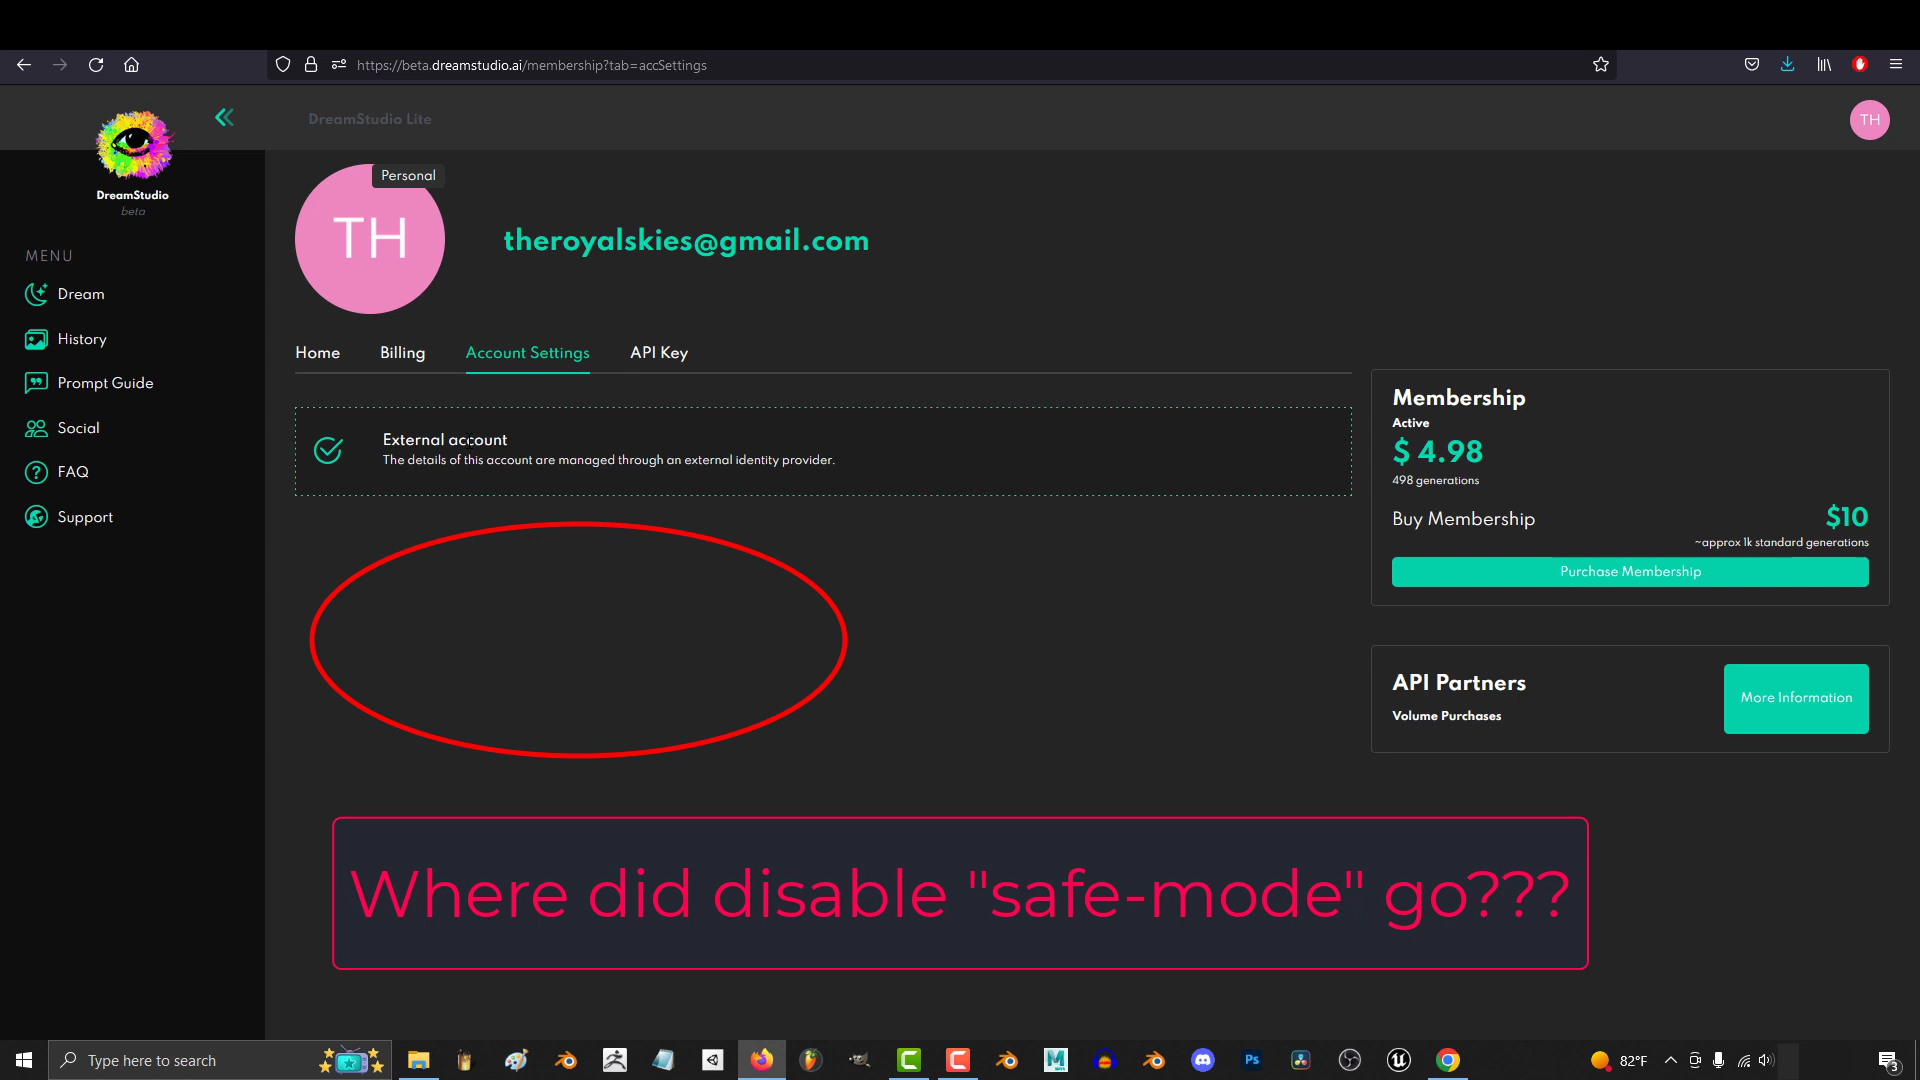 https://beta.dreamstudio.ai/membership?tab=accSettings
DreamStudio Lite
TH
DreamStudio
beta
MENU
Dream
History
Prompt Guide
Social
FAQ
Support
Personal
TH
theroyalskies@gmail.com
Home
Billing
Account Settings
API Key
External account
The details of this account are managed through an external identity provider.
Membership
Active
$ 4.98
498 generations
Buy Membership
$10
~approx 1k standard generations
Purchase Membership
API Partners
Volume Purchases
More Information
Where did disable "safe-mode" go???
Type here to search
82°F
3